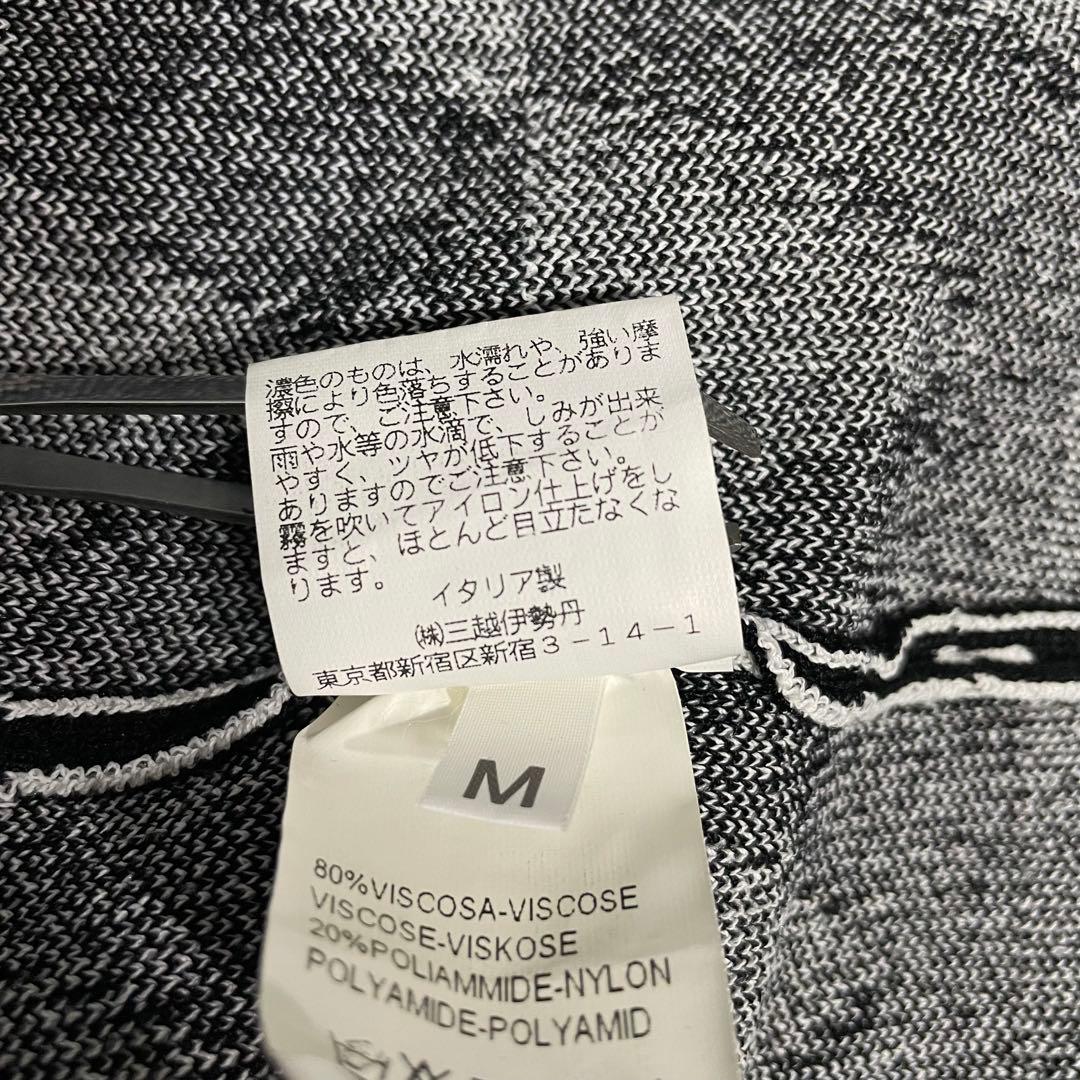 濃色のものは、水濡れや、強い摩
擦により色落ちすることがありま
すので、ご注意下さい。
雨や水等の水滴で、しみが出来
やすく、ツヤが低下することが
ありますのでご注意下さい。
霧を吹いてアイロン仕上げをし
ますと、ほとんど目立たなくな
ります。
イタリア製
㈱三越伊勢丹
東京都新宿区新宿3-14-1
M
80%VISCOSA-VISCOSE
VISCOSE-VISKOSE
20%POLIAMMIDE-NYLON
POLYAMIDE-POLYAMID